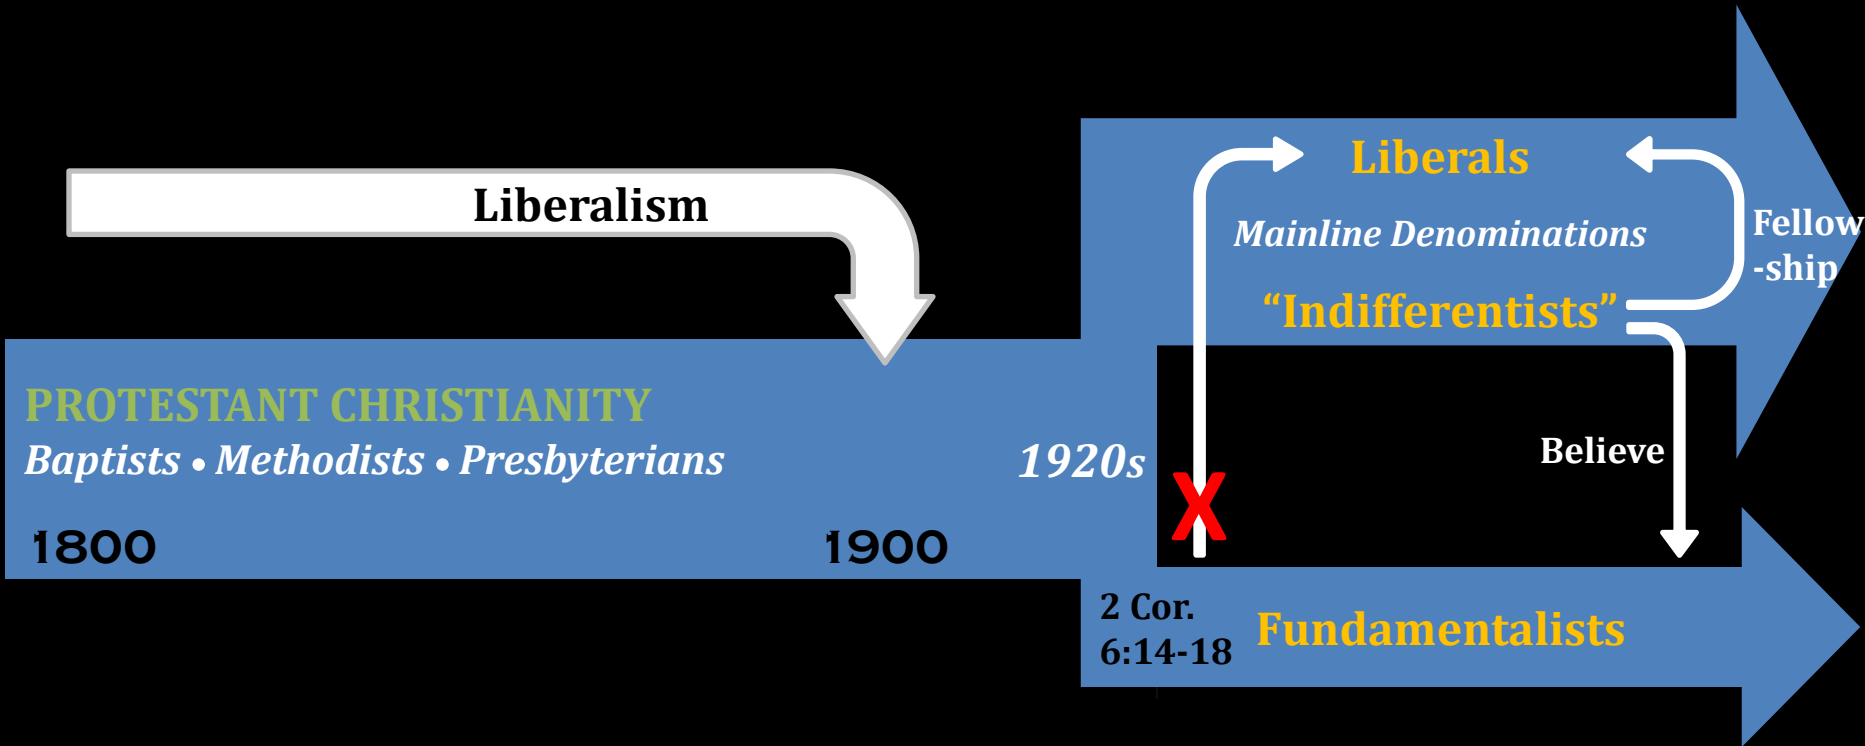 Liberalism
PROTESTANT CHRISTIANITY
Baptists • Methodists • Presbyterians
1800
1900
1920s
Liberals
Mainline Denominations
“Indifferentists”
Fellow
-ship
Believe
X
2 Cor.
6:14-18
Fundamentalists